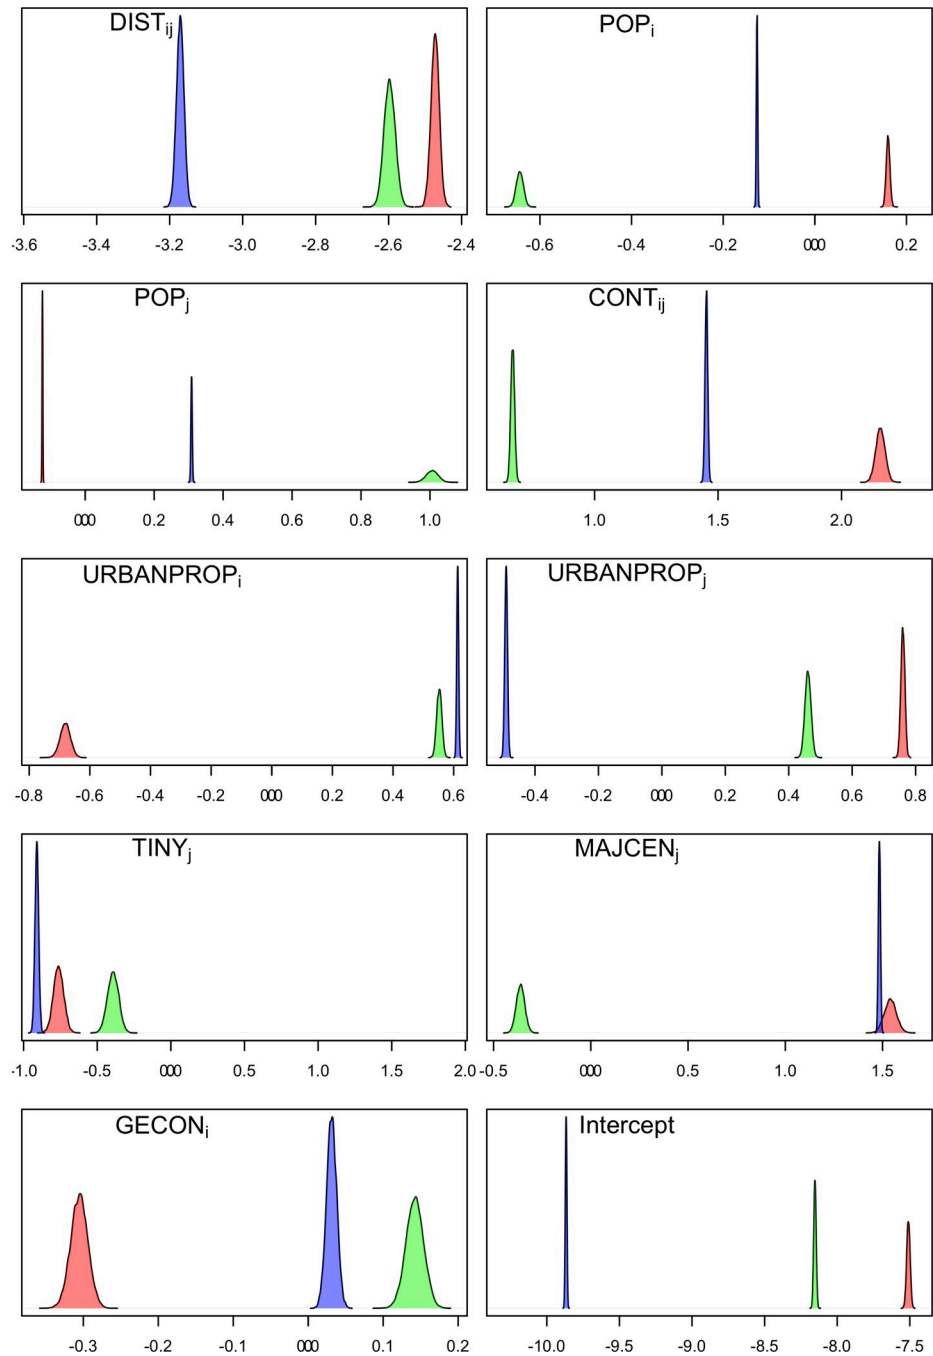 DISTij
POPi
-3.6 -3.4 -3.2 -3.0 -2.8 -2.6 -2.4
-0.6 -0.4 -0.2 000 0.2
POPj
CONTij
000 0.2 0.4 0.6 0.8 1.0
1.0 1.5 2.0
URBANPROPi
URBANPROPj
-0.8 -0.6 -0.4 -0.2 000 0.2 0.4 0.6
-0.4 -0.2 000 0.2 0.4 0.6 0.8
TINYj
MAJCENj
-1.0 -0.5 000 0.5 1.0 1.5 2.0
-0.5 000 0.5 1.0 1.5
GECONi
Intercept
-0.3 -0.2 -0.1 000 0.1 0.2
-10.0 -9.5 -9.0 -8.5 -8.0 -7.5